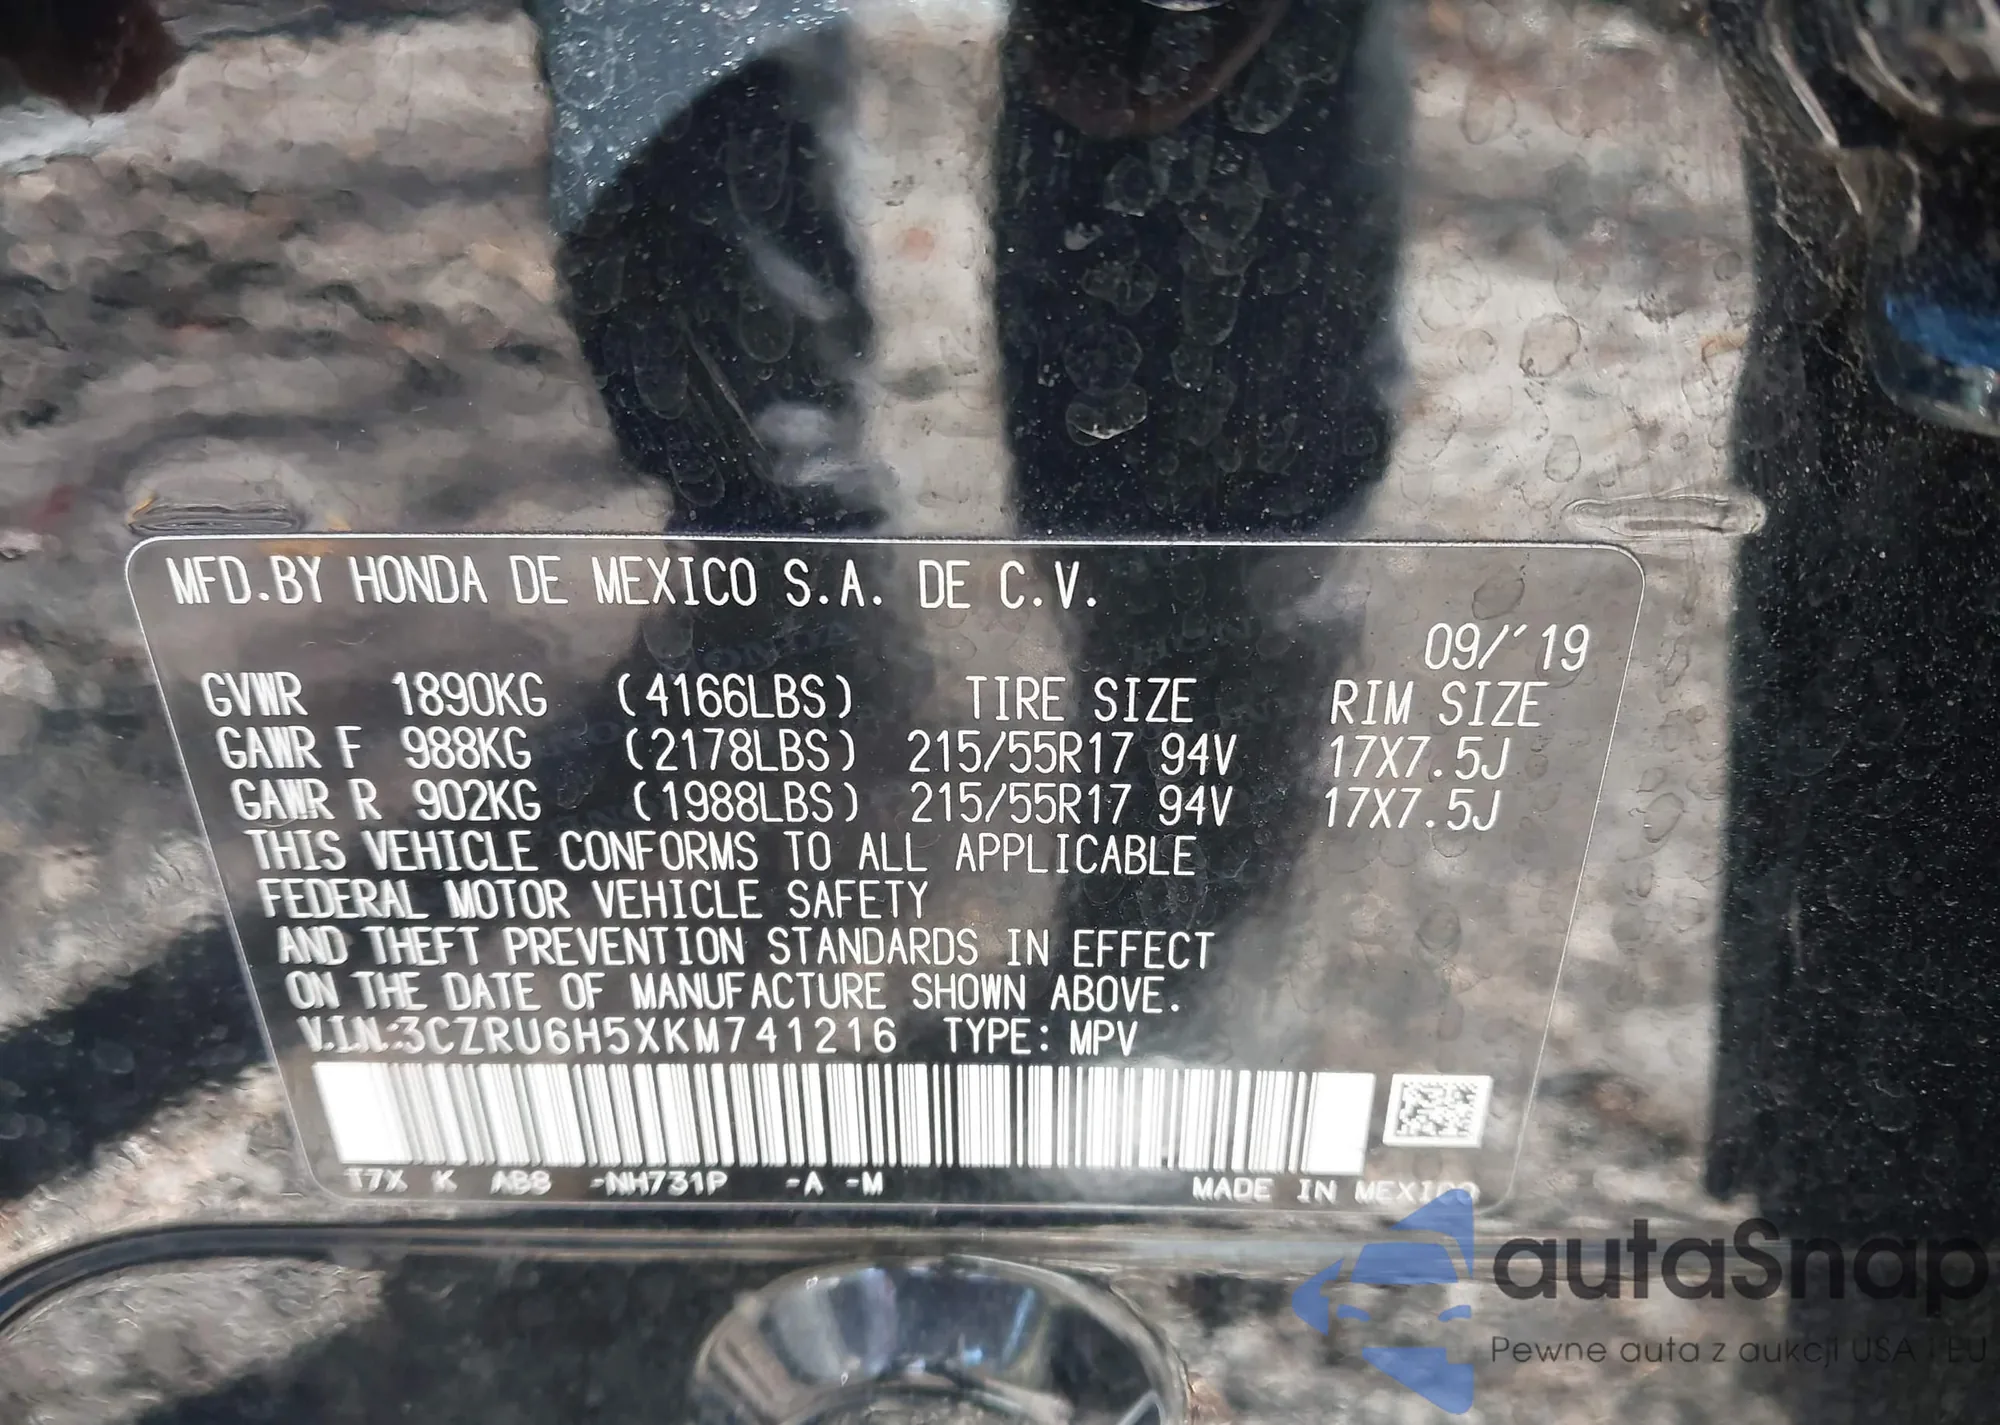 MFD.BY HONDA DE MEXICO S.A. DE C.V.
09/'19
GVWR 1890KG (4166LBS) TIRE SIZE RIM SIZE
GAWR F 988KG (2178LBS) 215/55R17 94V 17X7.5J
GAWR R 902KG (1988LBS) 215/55R17 94V 17X7.5J
THIS VEHICLE CONFORMS TO ALL APPLICABLE
FEDERAL MOTOR VEHICLE SAFETY
AND THEFT PREVENTION STANDARDS IN EFFECT
ON THE DATE OF MANUFACTURE SHOWN ABOVE.
V.I.N:3CZRU6H5XKM741216 TYPE: MPV
T7X K AB8 -NH731P -A -M MADE IN MEXICO
autaSnap
Pewne auta z aukcji USA i EU